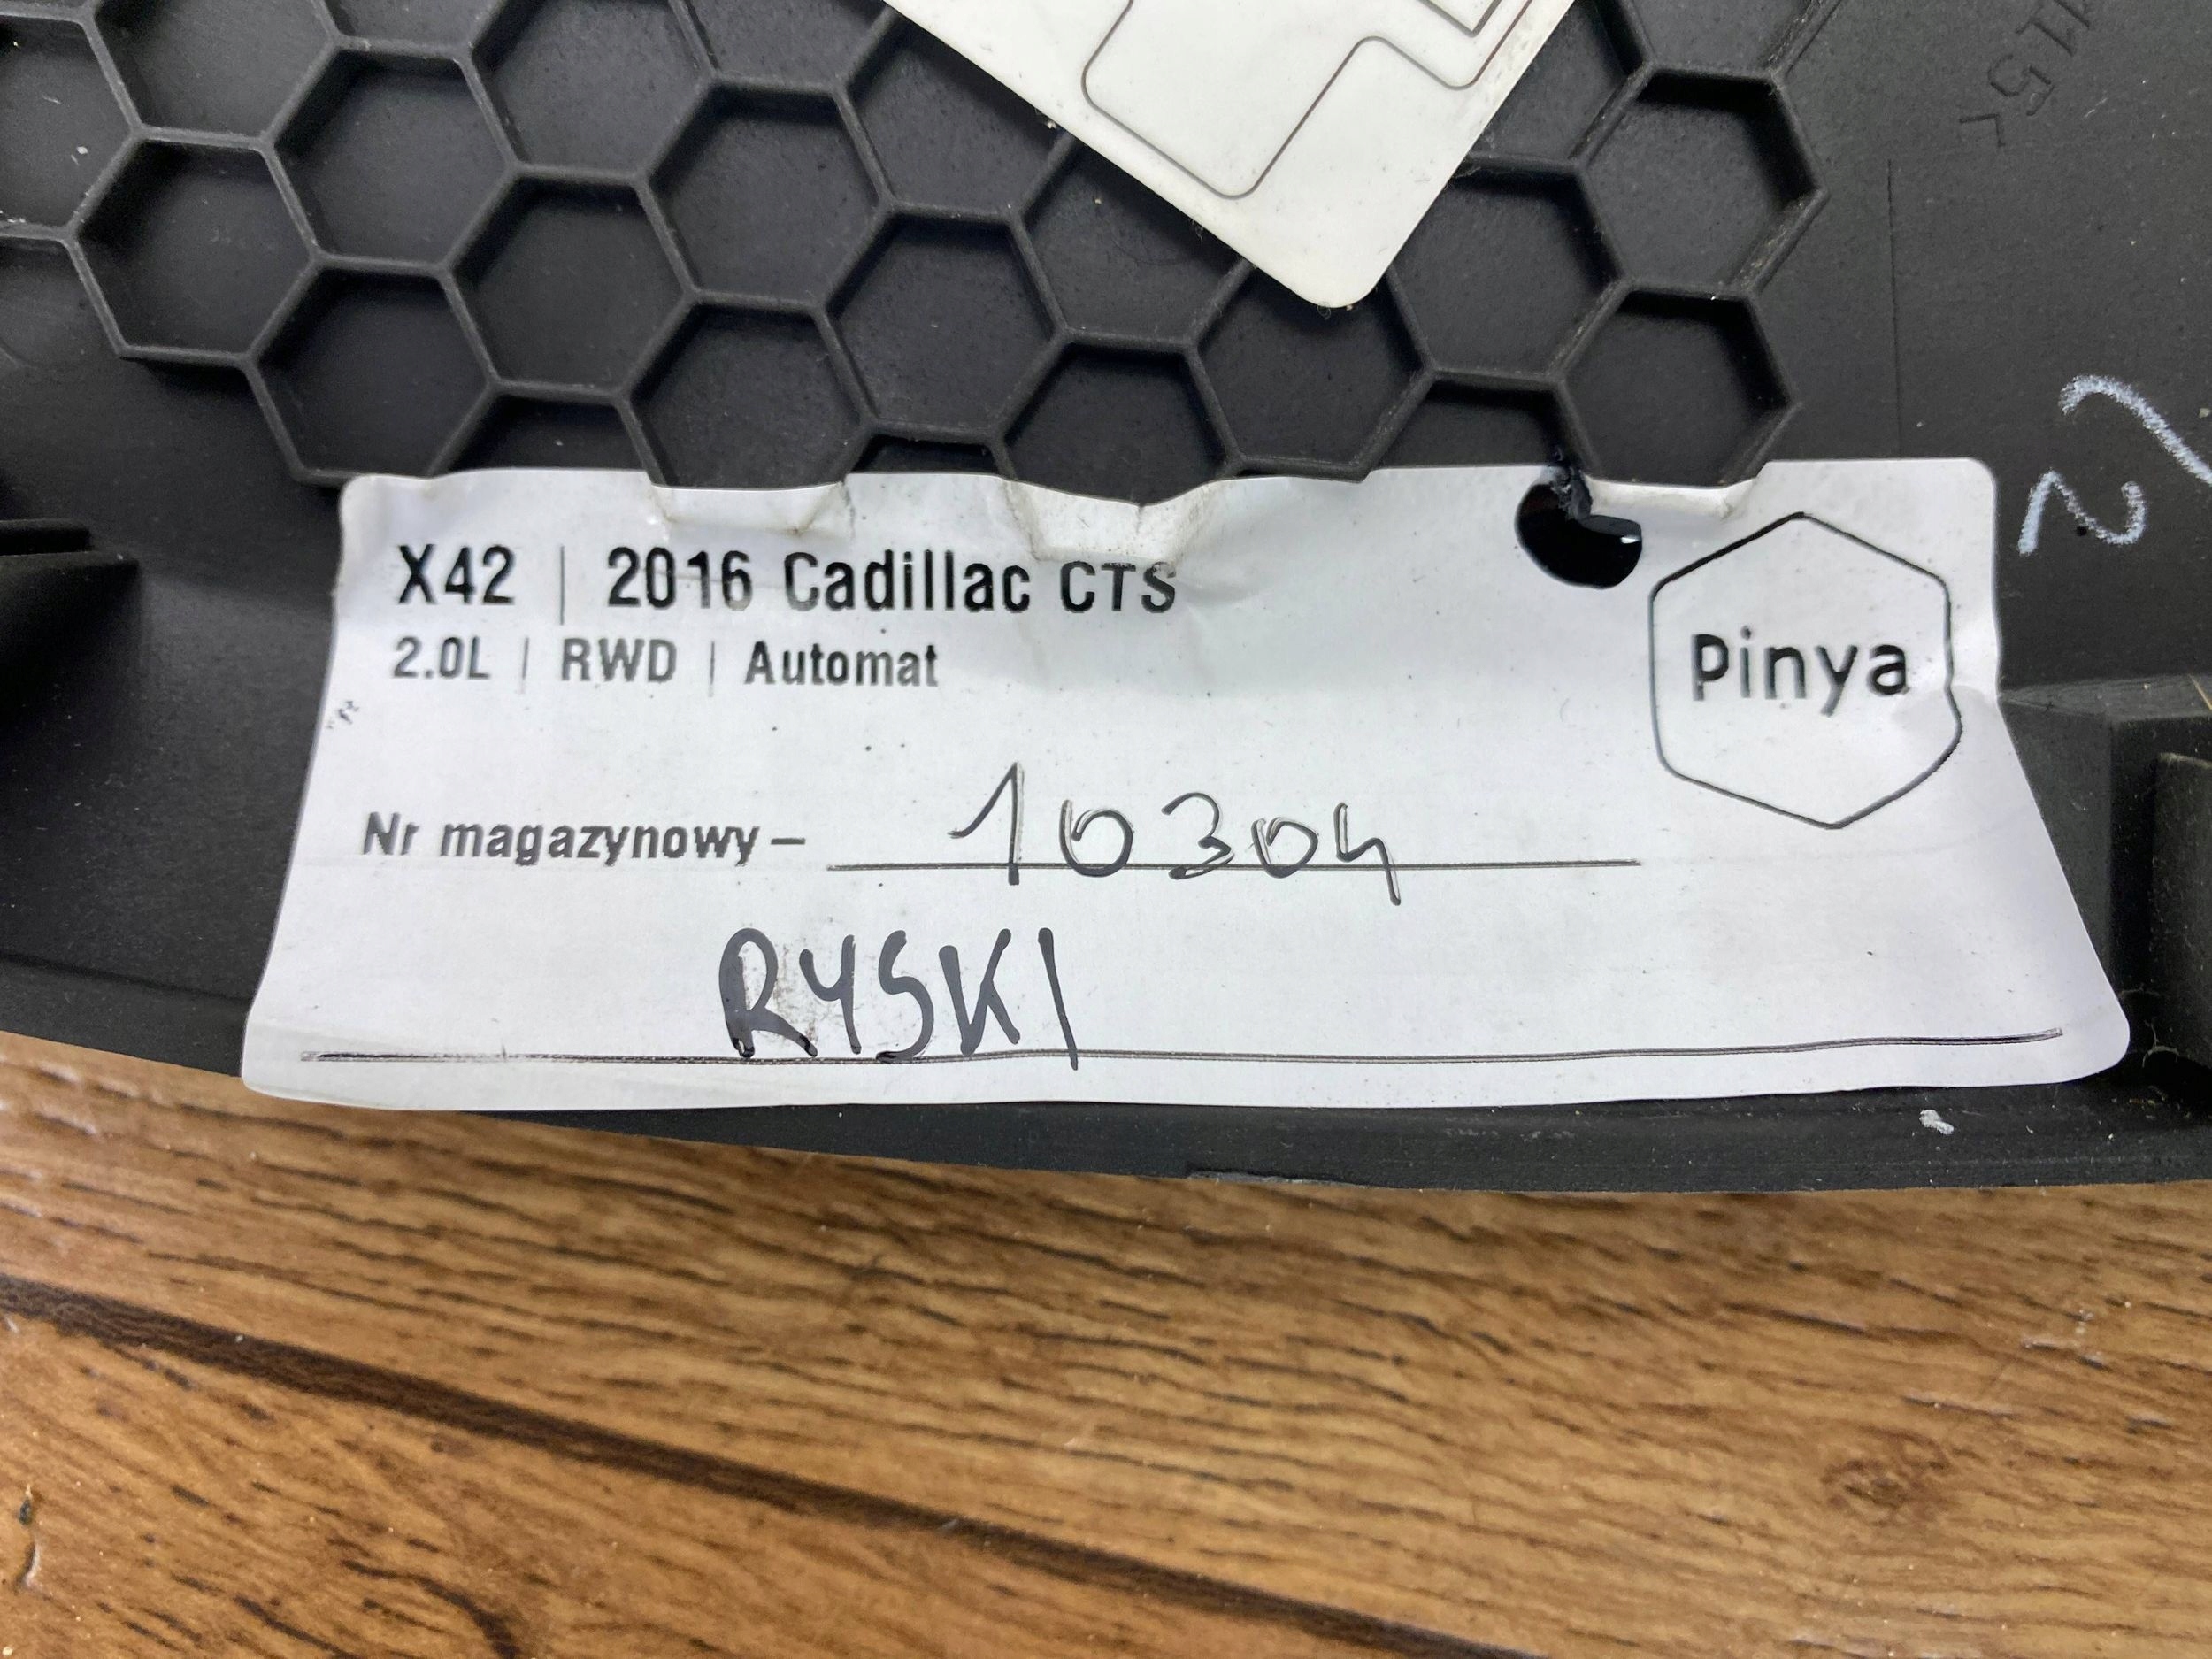 X42 | 2016 Cadillac CTS
2.0L | RWD | Automat
Pinya
Nr magazynowy – 10304
RYSKI